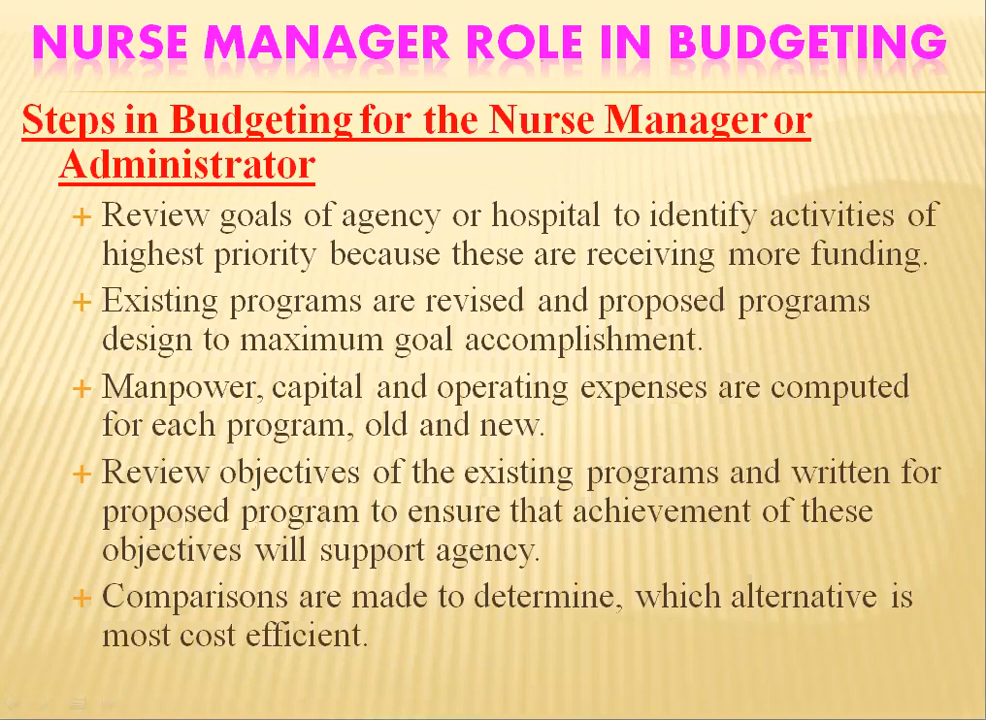 NURSE MANAGER ROLE IN BUDGETING
Steps in Budgeting for the Nurse Manager or
Administrator
+ Review goals of agency or hospital to identify activities of
highest priority because these are receiving more funding.
+ Existing programs are revised and proposed programs
design to maximum goal accomplishment.
+ Manpower, capital and operating expenses are computed
for each program, old and new.
+ Review objectives of the existing programs and written for
proposed program to ensure that achievement of these
objectives will support agency.
+ Comparisons are made to determine, which alternative is
most cost efficient.